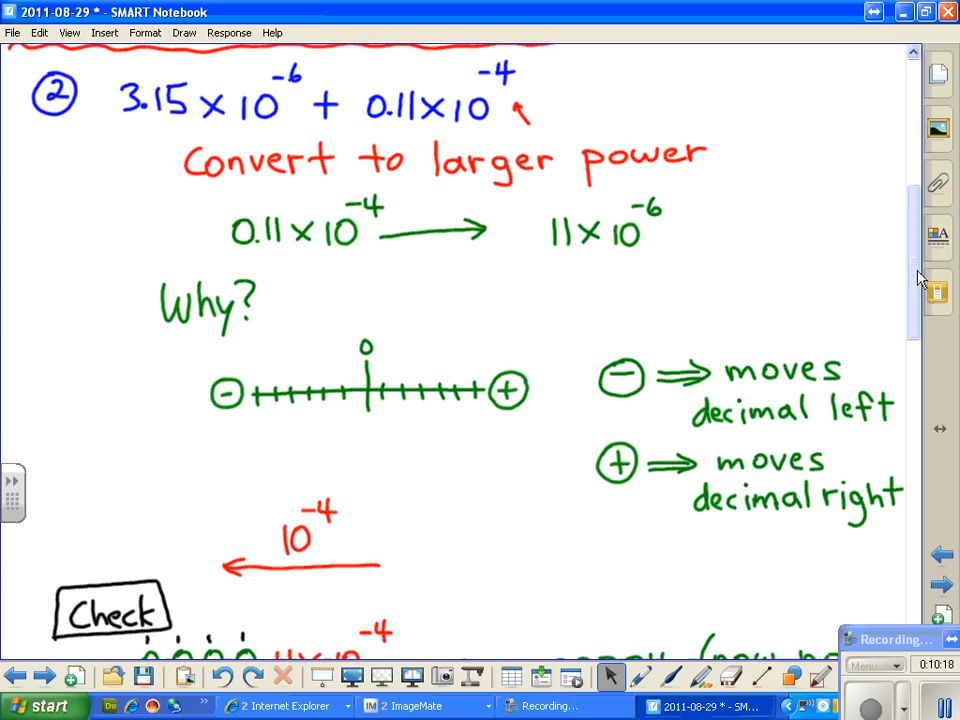 2011-08-29 * - SMART Notebook
File Edit View Insert Format Draw Response Help
② 3.15 × 10⁻⁶ + 0.11 × 10⁻⁴
Convert to larger power
0.11 × 10⁻⁴ → 11 × 10⁻⁶
Why?
0
⊖ ⊕
⊖ ⇒ moves
decimal left
⊕ ⇒ moves
decimal right
10⁻⁴
Check
Recording...
Menu
0:10:18
start
2 Internet Explorer
2 ImageMate
Recording...
2011-08-29 * - SM...